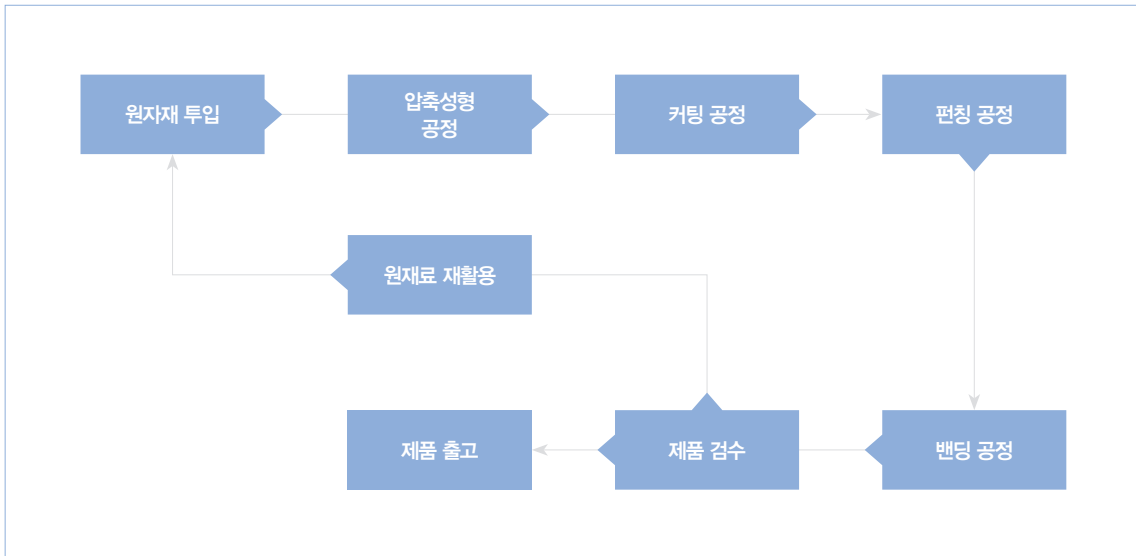 원자재 투입
압축성형
공정
커팅 공정
펀칭 공정
원재료 재활용
제품 출고
제품 검수
밴딩 공정